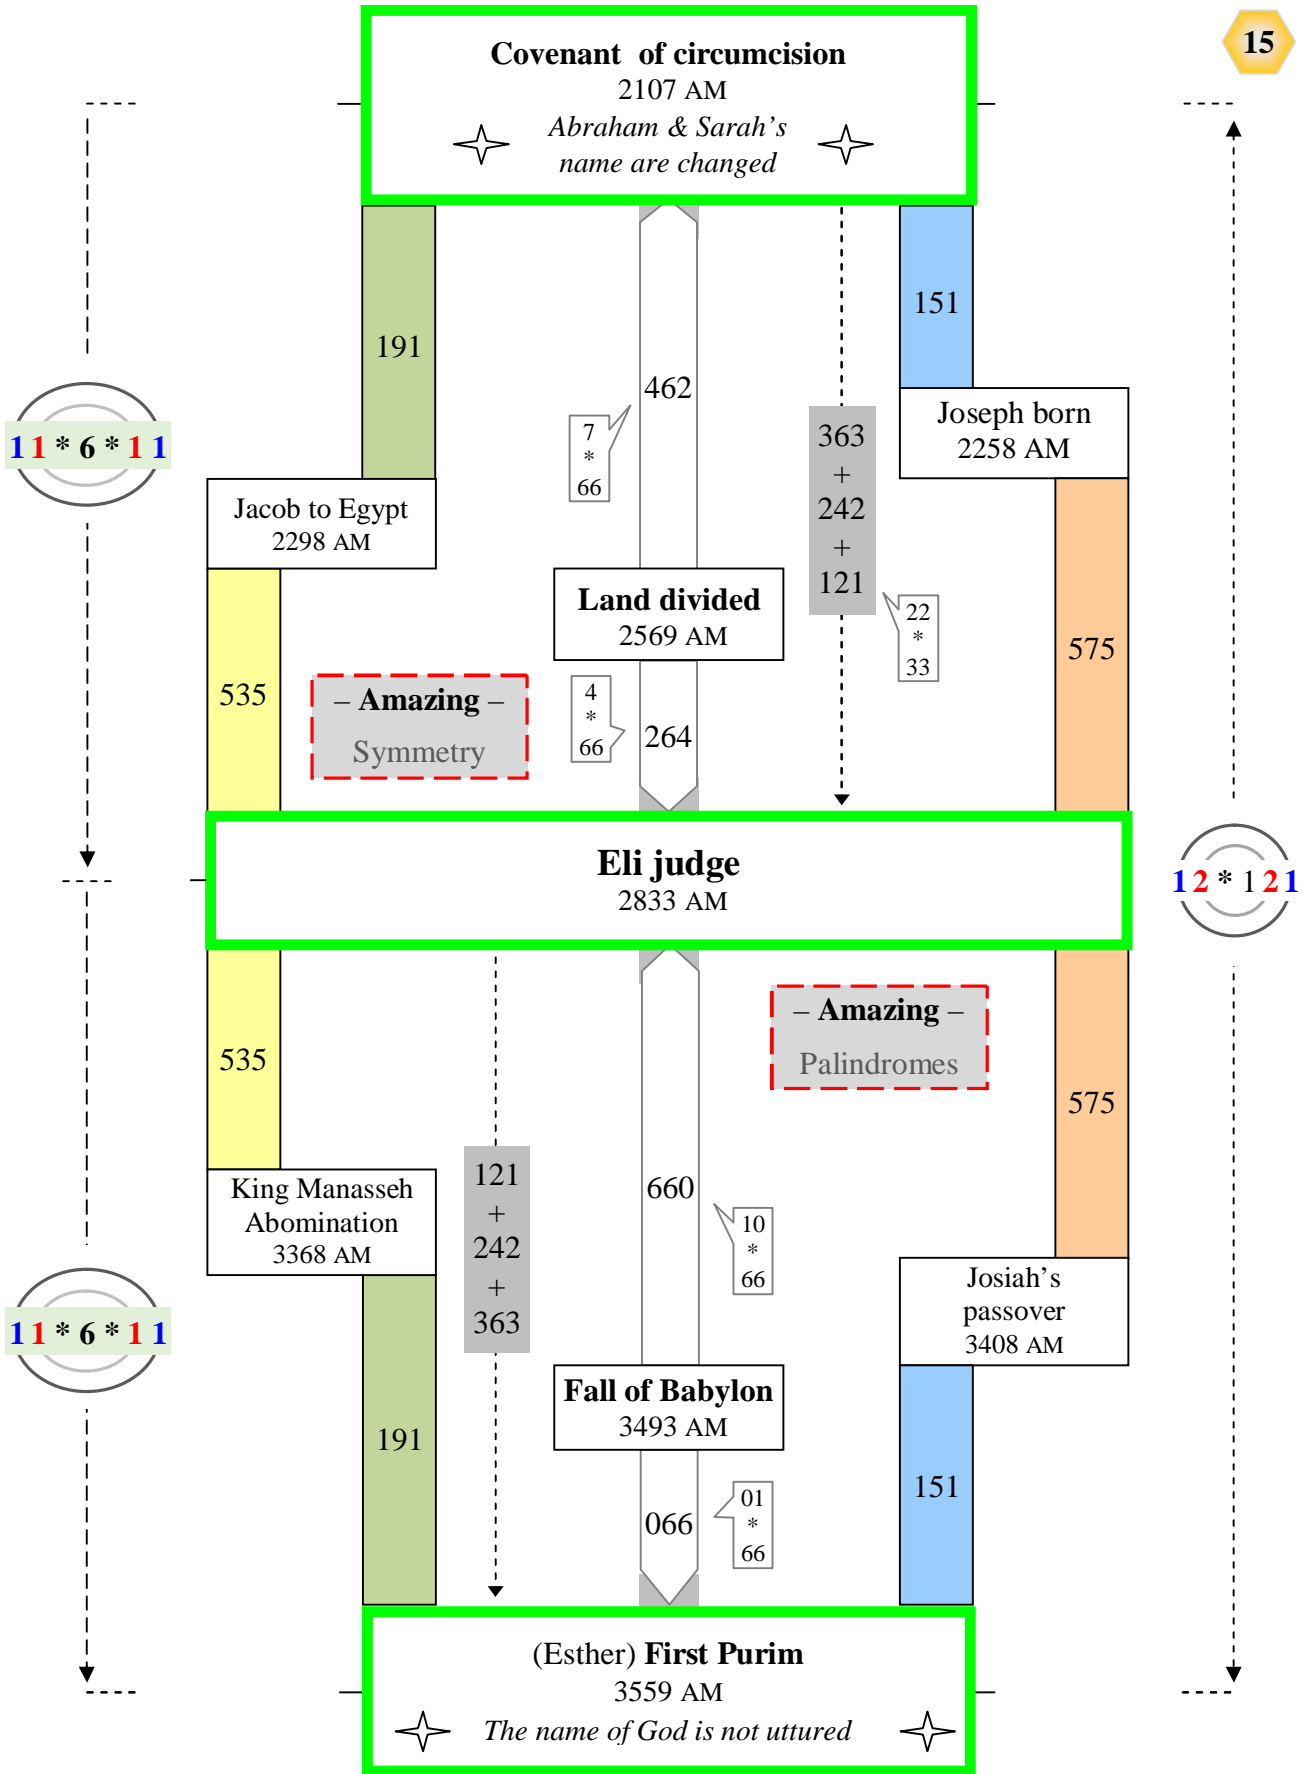 15
Covenant of circumcision
2107 AM
Abraham & Sarah's
name are changed
191
151
462
7
*
66
363
+
242
+
121
22
*
33
Joseph born
2258 AM
11 * 6 * 11
Jacob to Egypt
2298 AM
Land divided
2569 AM
575
535
– Amazing –
Symmetry
4
*
66
264
Eli judge
2833 AM
12 * 121
535
– Amazing –
Palindromes
575
King Manasseh
Abomination
3368 AM
121
+
242
+
363
660
10
*
66
Josiah's
passover
3408 AM
11 * 6 * 11
Fall of Babylon
3493 AM
191
151
066
01
*
66
(Esther) First Purim
3559 AM
The name of God is not uttured